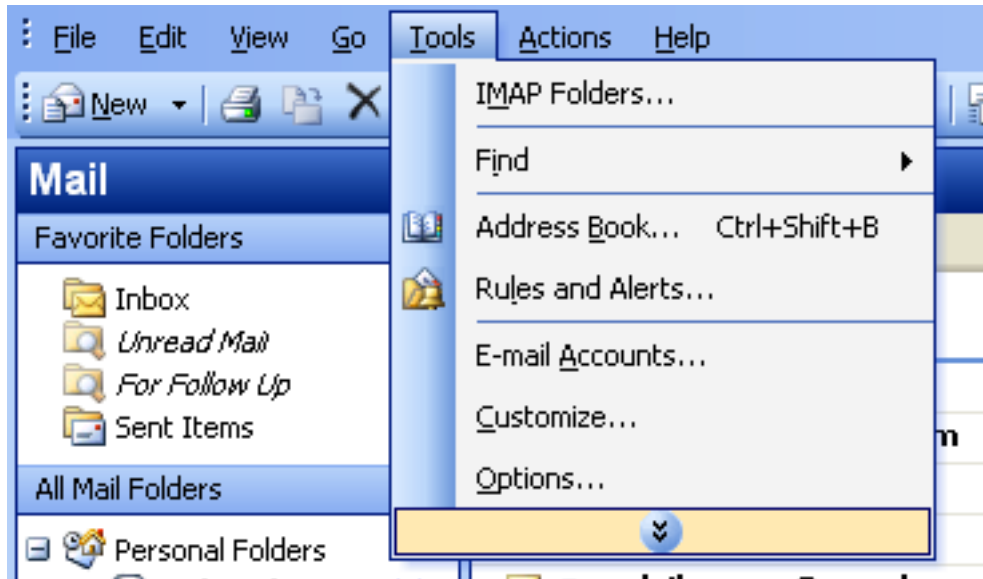 File Edit View Go Tools Actions Help
New
IMAP Folders...
Find
Address Book... Ctrl+Shift+B
Rules and Alerts...
E-mail Accounts...
Customize...
Options...
Mail
Favorite Folders
Inbox
Unread Mail
For Follow Up
Sent Items
All Mail Folders
Personal Folders